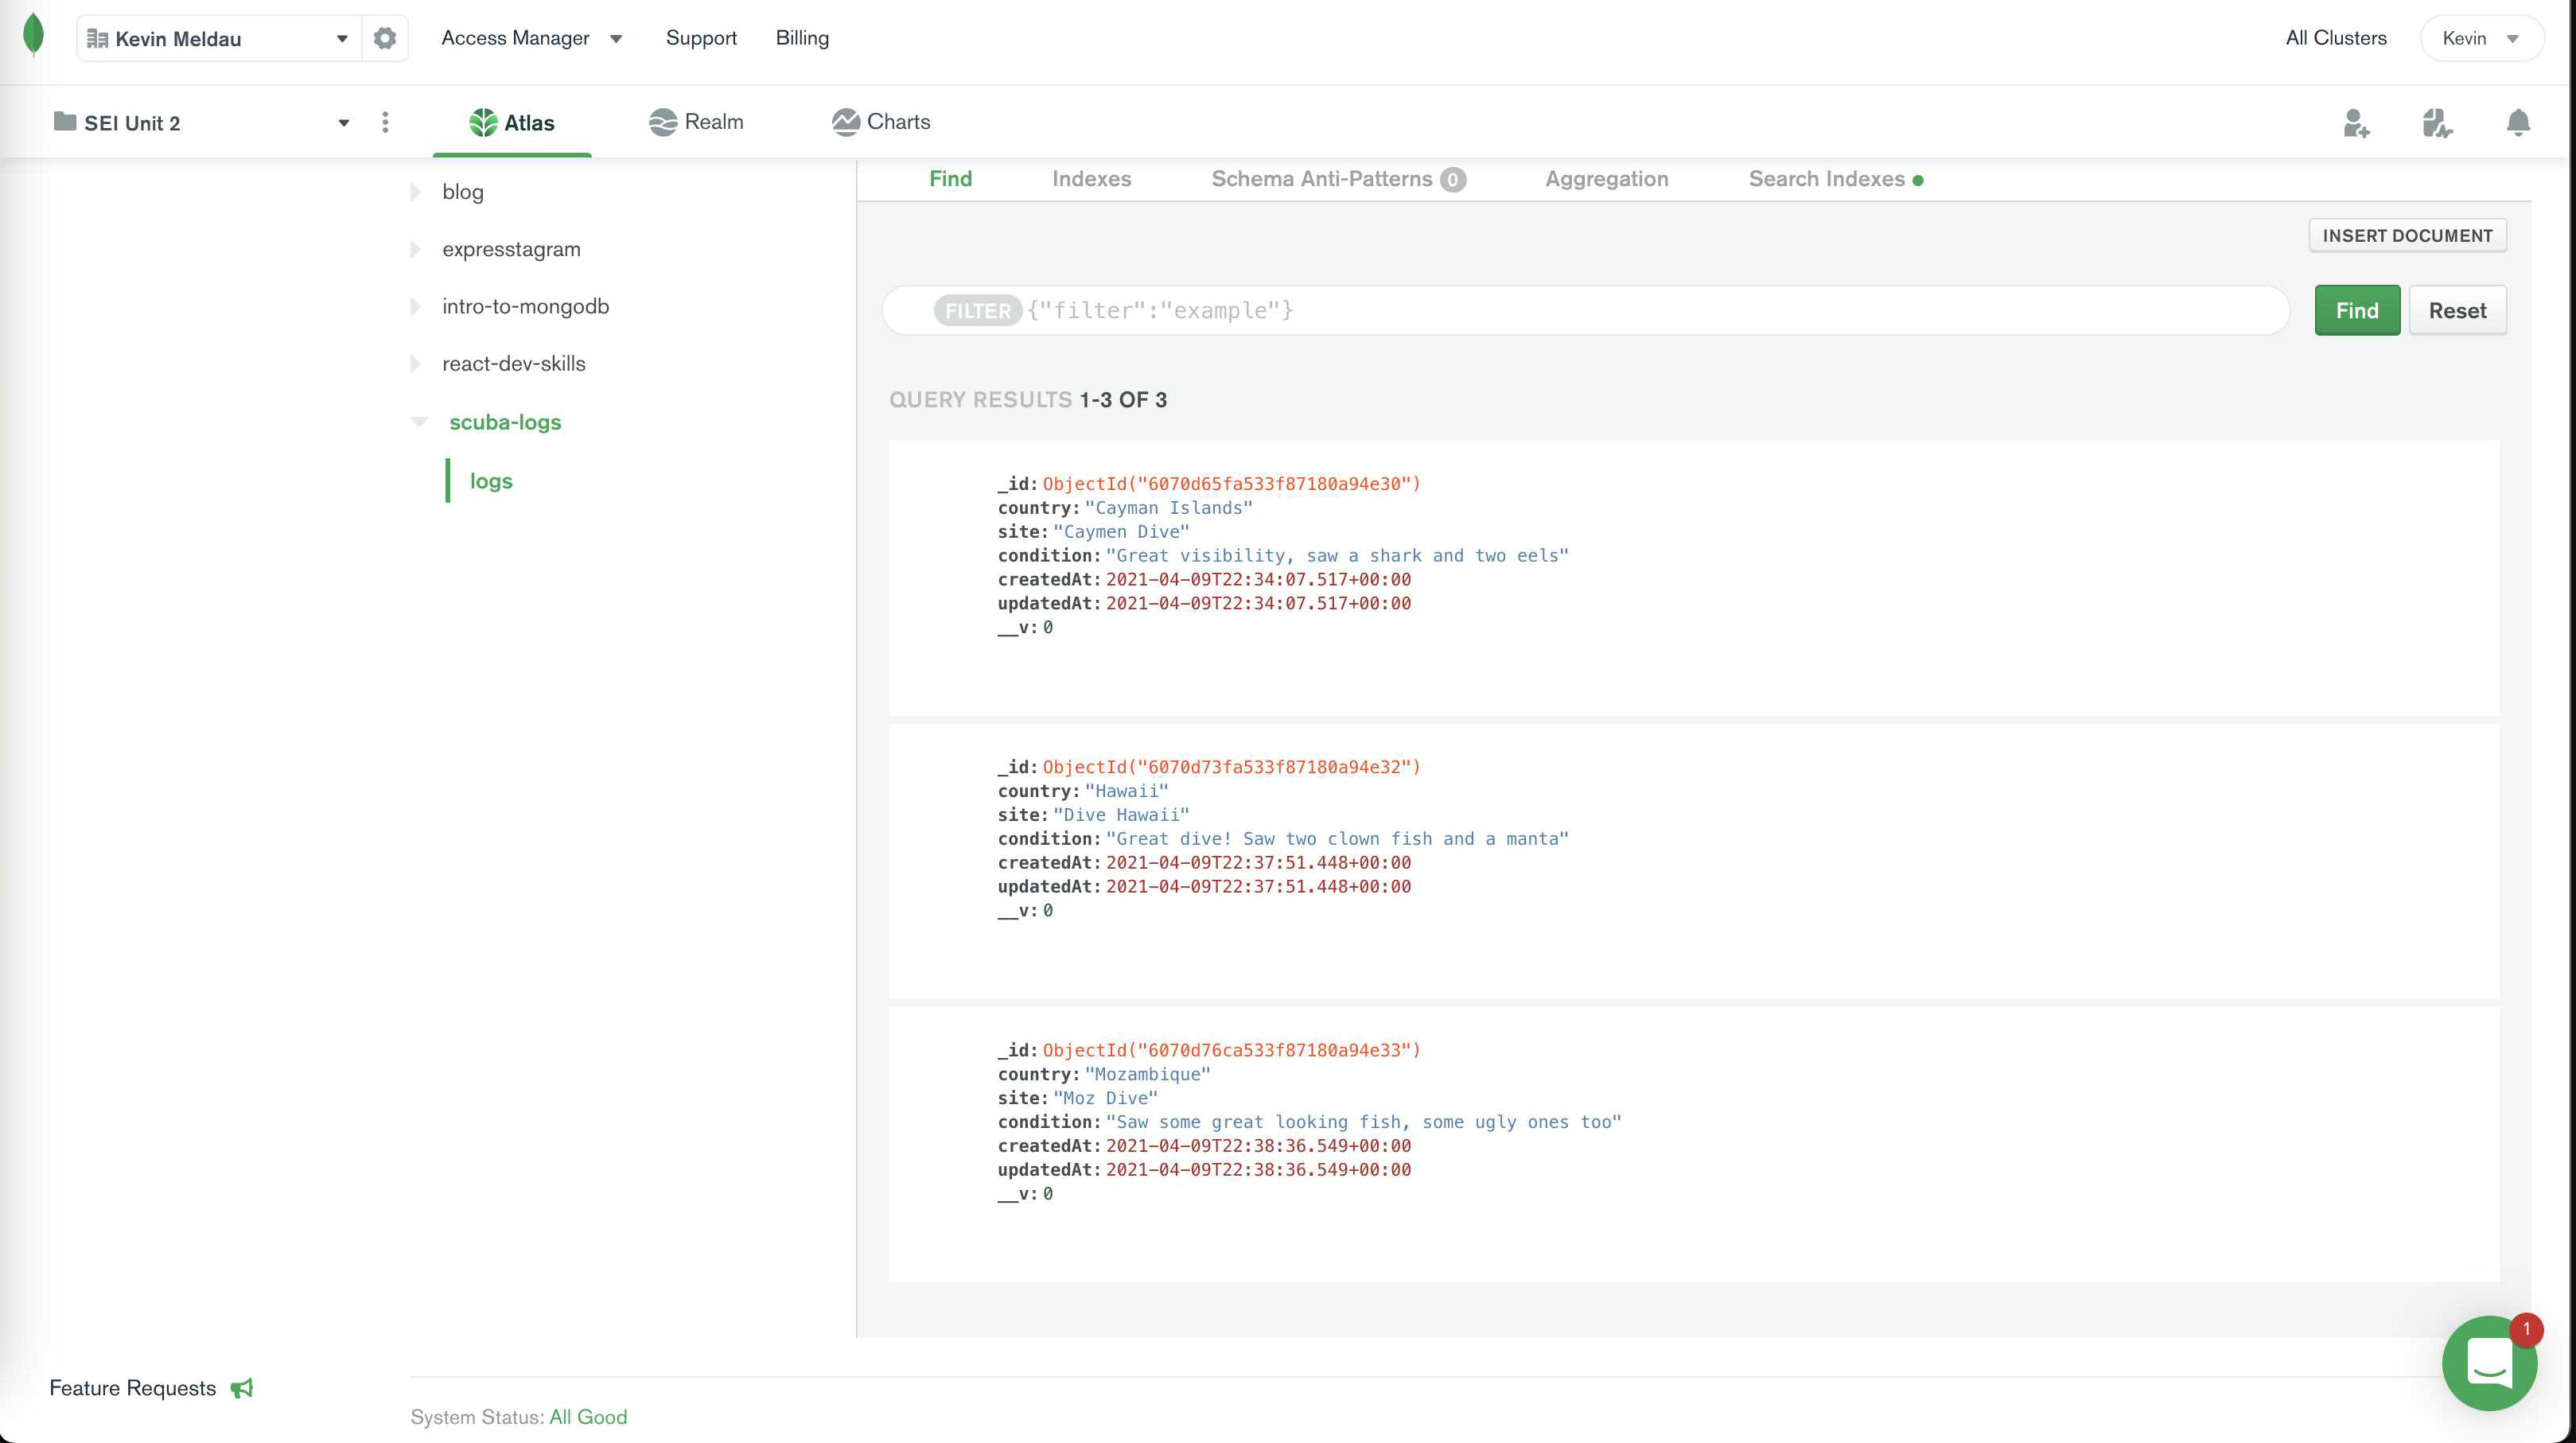 Kevin Meldau
Access Manager
Support
Billing
All Clusters
Kevin
SEI Unit 2
Atlas
Realm
Charts
blog
expresstagram
intro-to-mongodb
react-dev-skills
scuba-logs
logs
Find
Indexes
Schema Anti-Patterns 0
Aggregation
Search Indexes
INSERT DOCUMENT
FILTER {"filter":"example"}
Find
Reset
QUERY RESULTS 1-3 OF 3
_id: ObjectId("6070d65fa533f87180a94e30")
country: "Cayman Islands"
site: "Caymen Dive"
condition: "Great visibility, saw a shark and two eels"
createdAt: 2021-04-09T22:34:07.517+00:00
updatedAt: 2021-04-09T22:34:07.517+00:00
__v: 0
_id: ObjectId("6070d73fa533f87180a94e32")
country: "Hawaii"
site: "Dive Hawaii"
condition: "Great dive! Saw two clown fish and a manta"
createdAt: 2021-04-09T22:37:51.448+00:00
updatedAt: 2021-04-09T22:37:51.448+00:00
__v: 0
_id: ObjectId("6070d76ca533f87180a94e33")
country: "Mozambique"
site: "Moz Dive"
condition: "Saw some great looking fish, some ugly ones too"
createdAt: 2021-04-09T22:38:36.549+00:00
updatedAt: 2021-04-09T22:38:36.549+00:00
__v: 0
1
Feature Requests
System Status: All Good